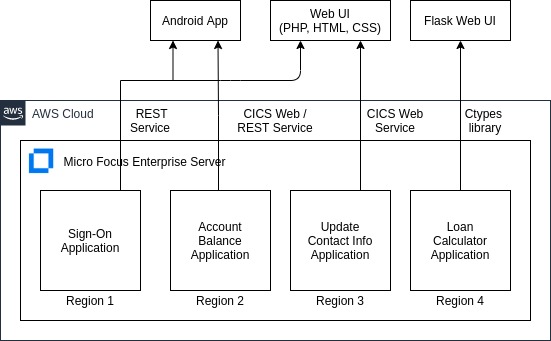 Android App
Web UI
(PHP, HTML, CSS)
Flask Web UI
aws
AWS Cloud
REST
Service
CICS Web /
REST Service
CICS Web
Service
Ctypes
library
Micro Focus Enterprise Server
Sign-On
Application
Account
Balance
Application
Update
Contact Info
Application
Loan
Calculator
Application
Region 1
Region 2
Region 3
Region 4